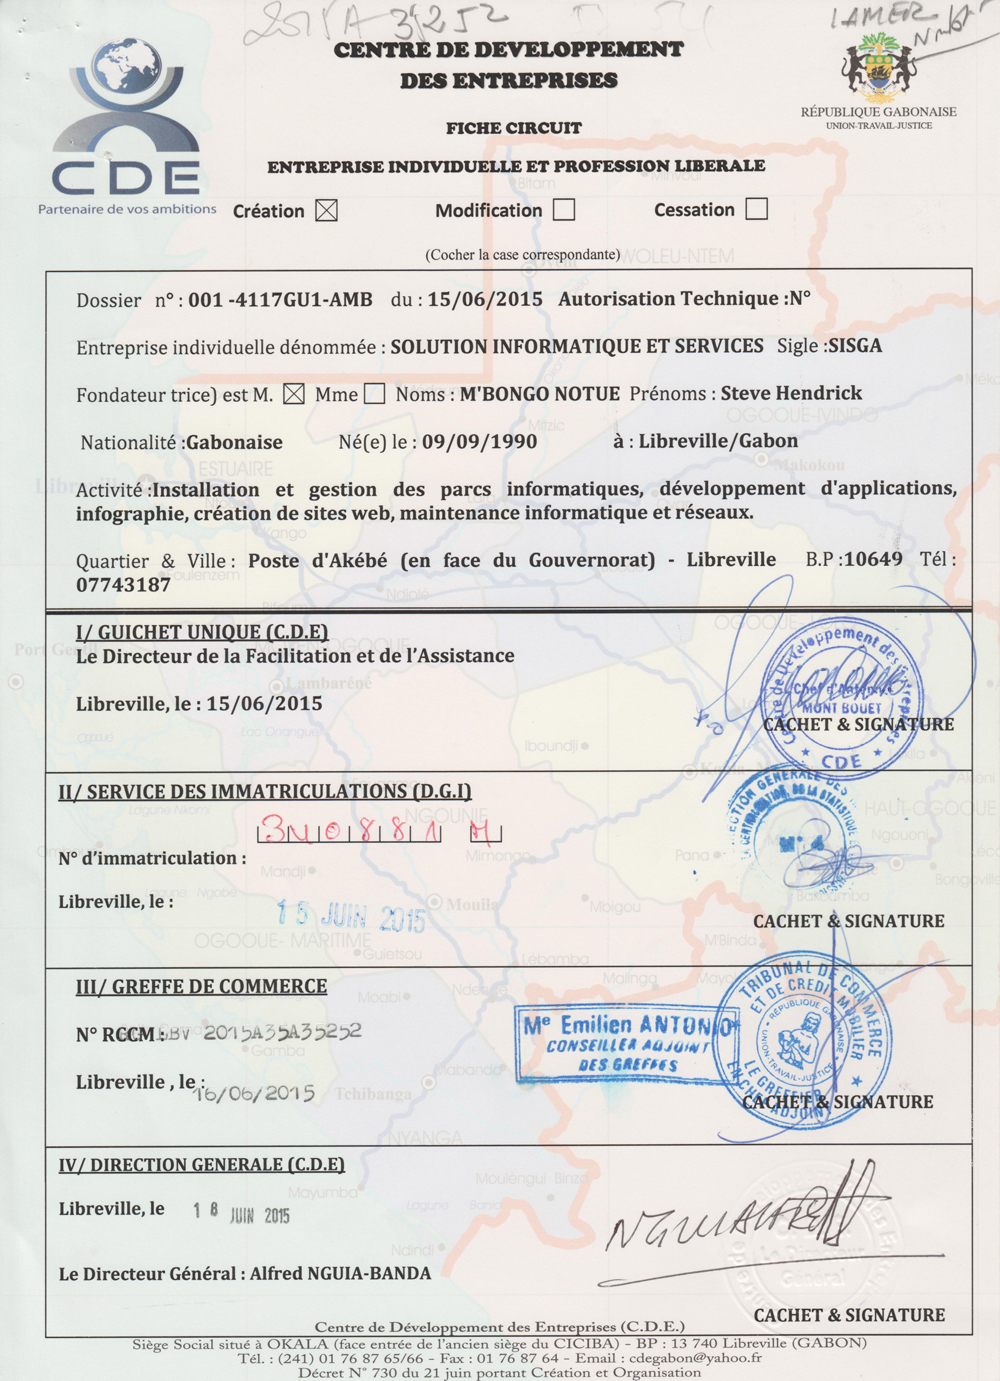 2015A 35252
LAMER
CENTRE DE DEVELOPPEMENT
DES ENTREPRISES
RÉPUBLIQUE GABONAISE
UNION-TRAVAIL-JUSTICE
FICHE CIRCUIT
ENTREPRISE INDIVIDUELLE ET PROFESSION LIBERALE
CDE
Partenaire de vos ambitions
Création ☒ Modification ☐ Cessation ☐
(Cocher la case correspondante)
Dossier n° : 001 -4117GU1-AMB du : 15/06/2015 Autorisation Technique :N°
Entreprise individuelle dénommée : SOLUTION INFORMATIQUE ET SERVICES Sigle :SISGA
Fondateur trice) est M. ☒ Mme ☐ Noms : M'BONGO NOTUE Prénoms : Steve Hendrick
Nationalité :Gabonaise Né(e) le : 09/09/1990 à : Libreville/Gabon
Activité :Installation et gestion des parcs informatiques, développement d'applications,
infographie, création de sites web, maintenance informatique et réseaux.
Quartier & Ville : Poste d'Akébé (en face du Gouvernorat) - Libreville B.P :10649 Tél :
07743187
I/ GUICHET UNIQUE (C.D.E)
Le Directeur de la Facilitation et de l'Assistance
Libreville, le : 15/06/2015
Centre de Développement des Entreprises
Chef d'Antenne
MONT BOUET
CDE
CACHET & SIGNATURE
II/ SERVICE DES IMMATRICULATIONS (D.G.I)
N° d'immatriculation :
Libreville, le :
15 JUIN 2015
N° 4
CACHET & SIGNATURE
III/ GREFFE DE COMMERCE
N° RCCM : 2015A35A35252
Libreville , le :
16/06/2015
Me Emilien ANTONIO
CONSEILLER ADJOINT
DES GREFFES
TRIBUNAL DE COMMERCE
ET DE CREDIT MOBILIER
REPUBLIQUE GABONAISE
UNION-TRAVAIL-JUSTICE
LE GREFFIER
EN CHEF ADJOINT
CACHET & SIGNATURE
IV/ DIRECTION GENERALE (C.D.E)
Libreville, le 18 JUIN 2015
Le Directeur Général : Alfred NGUIA-BANDA
CACHET & SIGNATURE
Centre de Développement des Entreprises (C.D.E.)
Siège Social situé à OKALA (face entrée de l'ancien siège du CICIBA) - BP : 13 740 Libreville (GABON)
Tél. : (241) 01 76 87 65/66 - Fax : 01 76 87 64 - Email : cdegabon@yahoo.fr
Décret N° 730 du 21 juin portant Création et Organisation